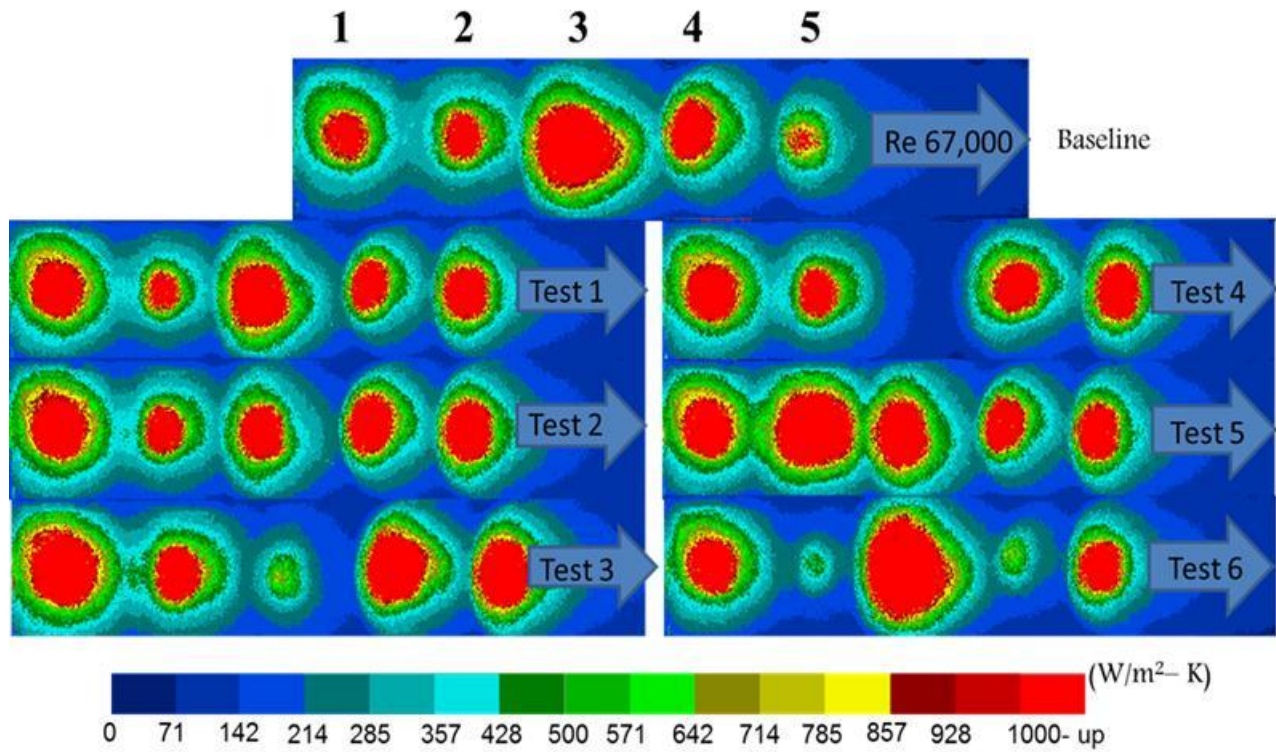 1 2 3 4 5
Re 67,000 Baseline
Test 1 Test 4
Test 2 Test 5
Test 3 Test 6
(W/m²– K)
0 71 142 214 285 357 428 500 571 642 714 785 857 928 1000- up